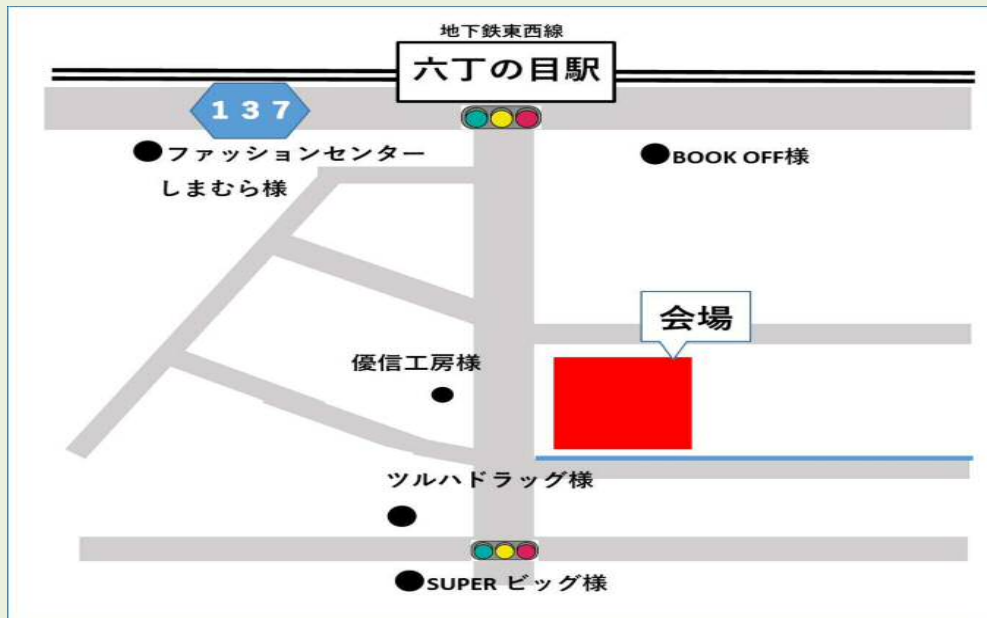 地下鉄東西線
六丁の目駅
１３７
ファッションセンター
しまむら様
BOOK OFF様
会場
優信工房様
ツルハドラッグ様
SUPER ビッグ様